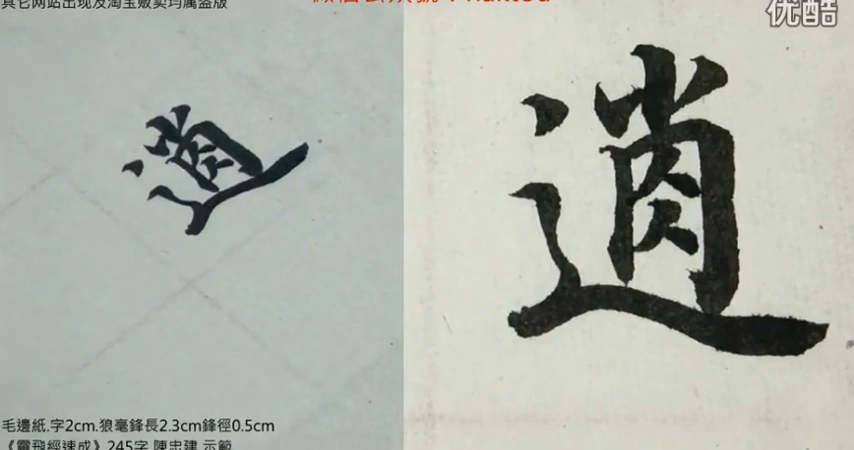 其它网站出现及淘宝贩卖均属盗版
优酷
逍
逍
毛邊紙.字2cm.狼毫鋒長2.3cm鋒徑0.5cm
《靈飛經速成》245字 陳忠建 示範